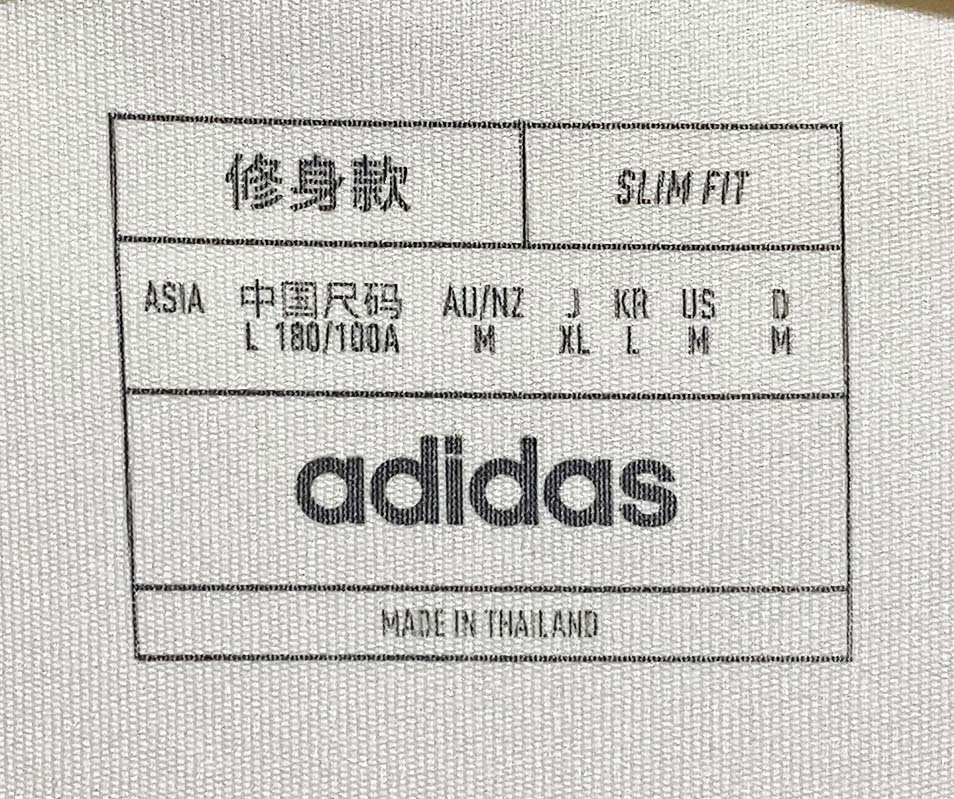 修身款 SLIM FIT
ASIA 中国尺码 AU/NZ J KR US D
L 180/100A M XL L M M
adidas
MADE IN THAILAND